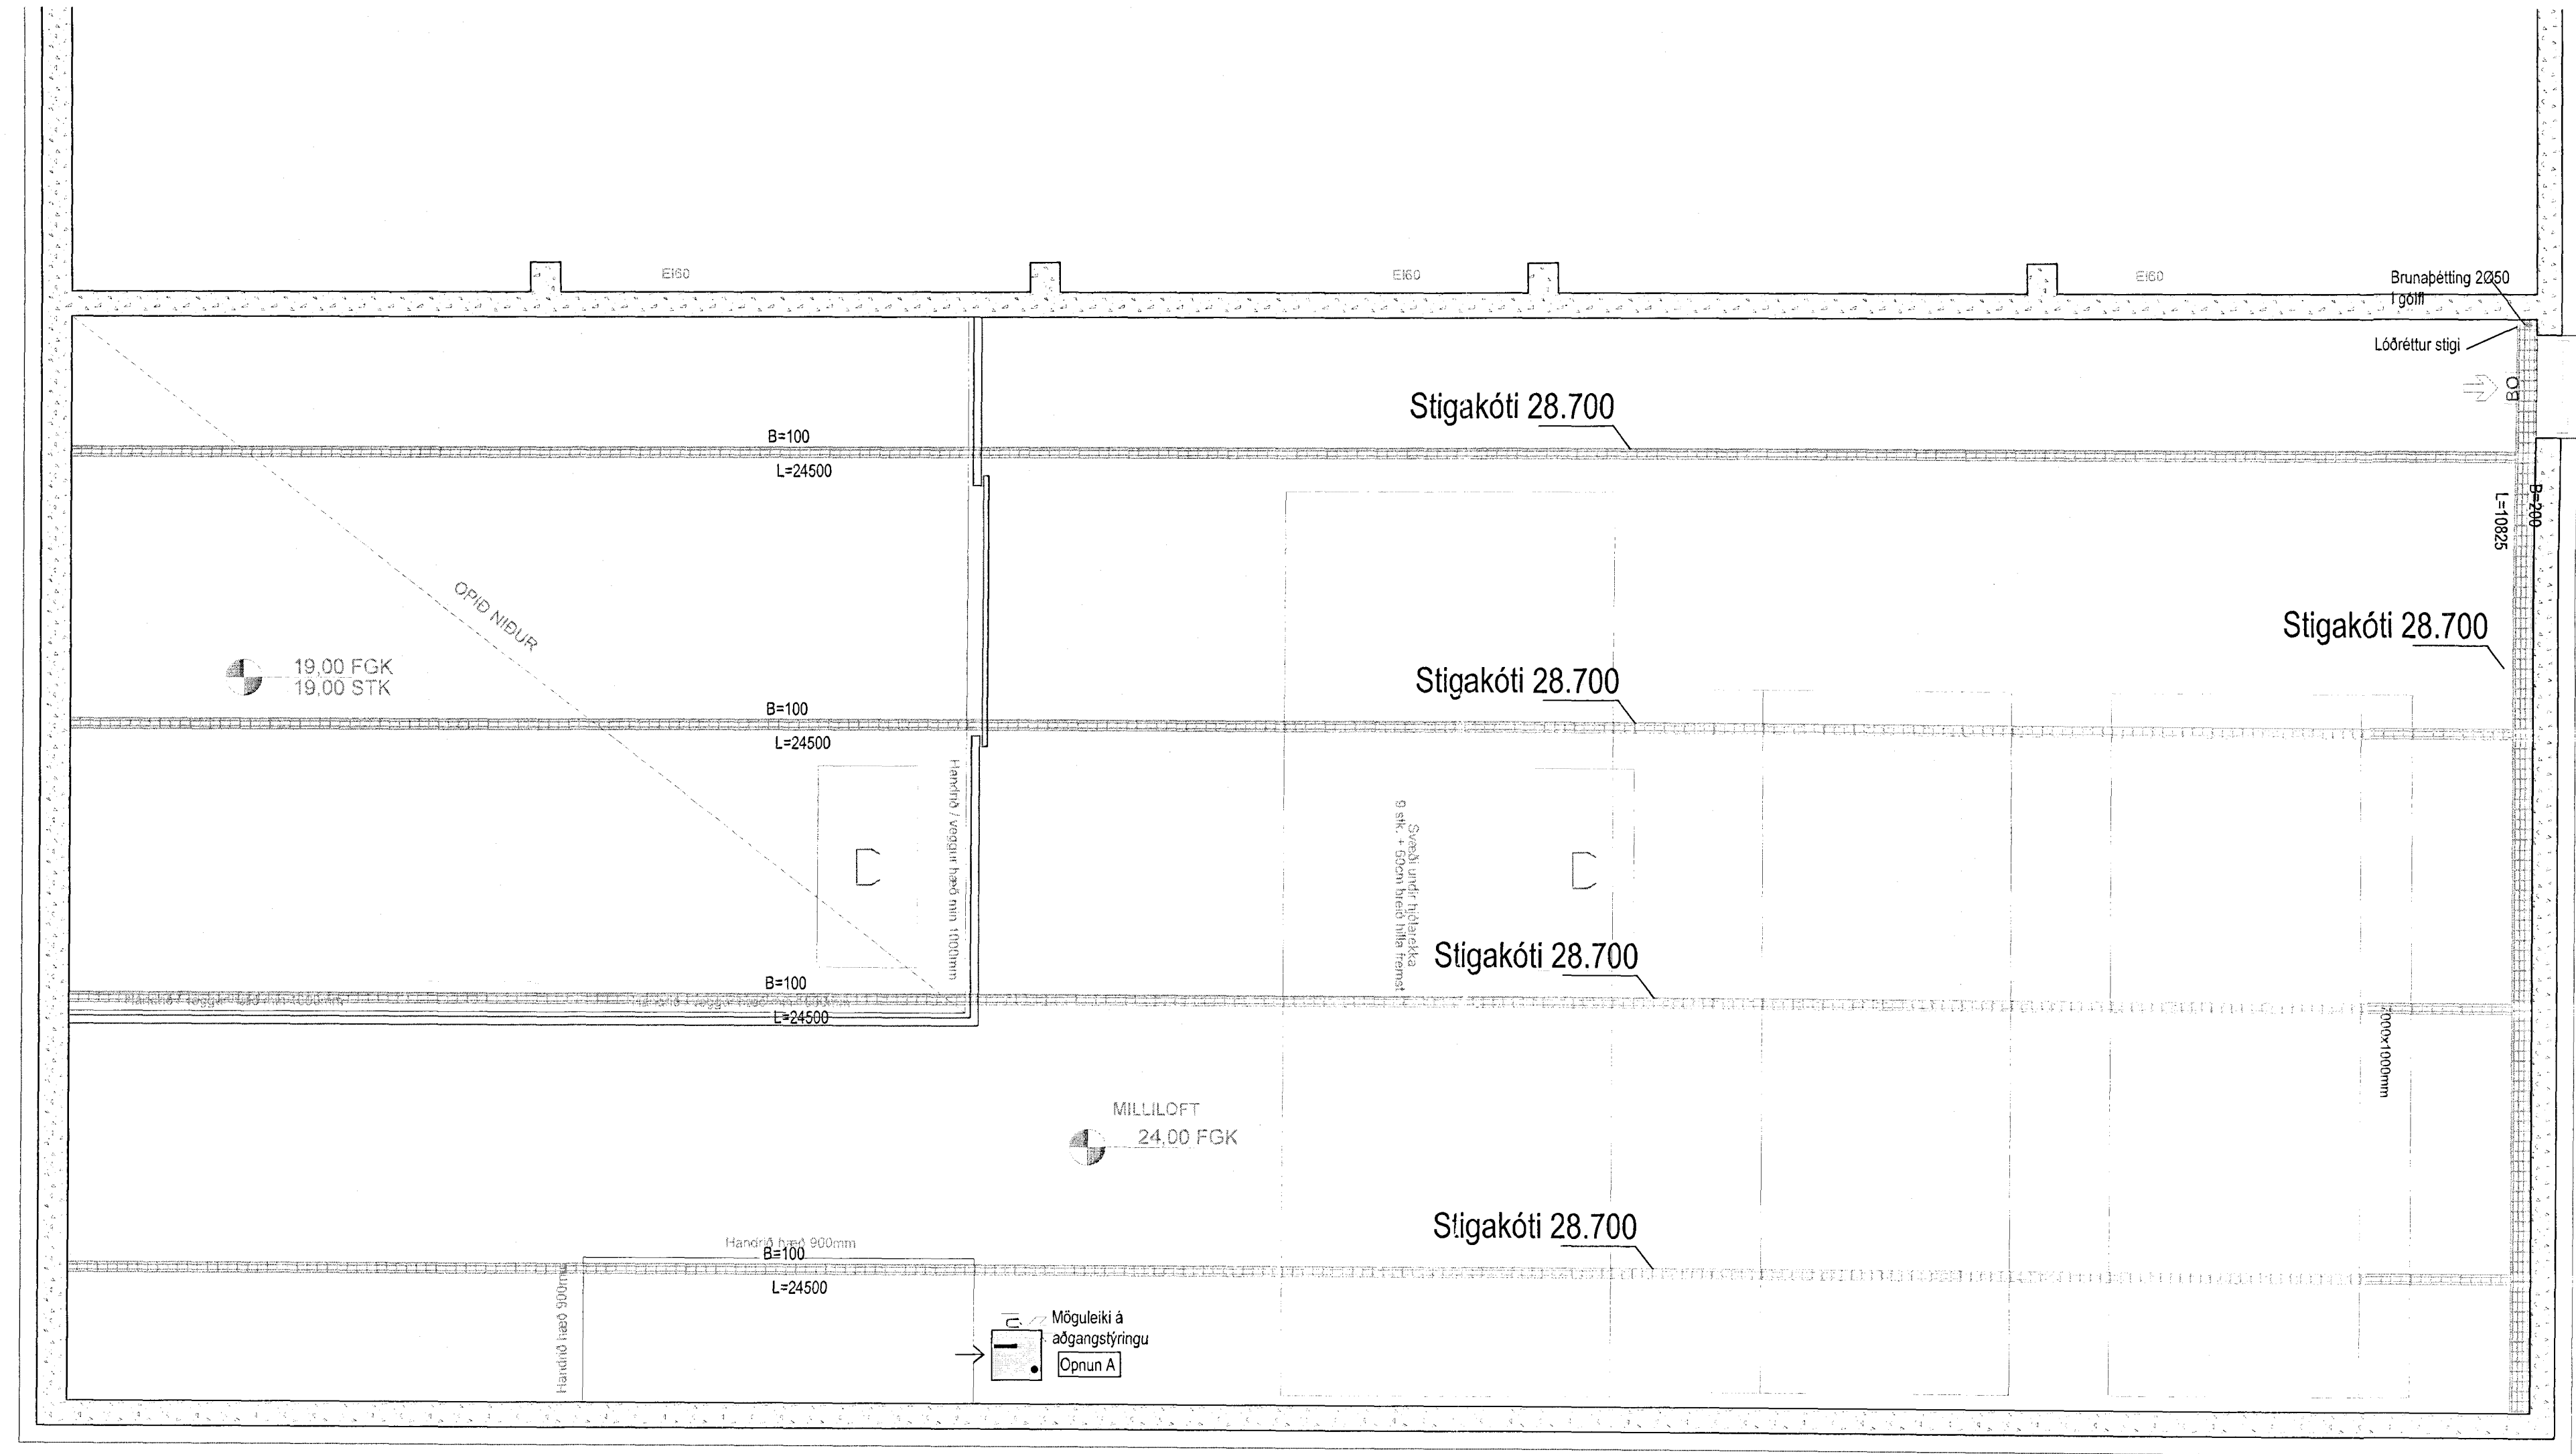 EI60
EI60
EI60
Brunaþétting 2Ø50
í gólfi
Lóðréttur stigi
BO
Stigakóti 28.700
B=100
L=24500
B=200
L=10825
OPIÐ NIÐUR
Stigakóti 28.700
19,00 FGK
19,00 STK
Stigakóti 28.700
B=100
L=24500
Handrið / veggur hæð min 1000mm
Svæði undir hjólarekka
9 stk. + 60cm breið hilla fremst
Stigakóti 28.700
B=100
L=24500
000x1000mm
MILLILOFT
24,00 FGK
Stigakóti 28.700
Handrið hæð 900mm
B=100
L=24500
Handrið hæð 900mm
Möguleiki á
aðgangstýringu
Opnun A